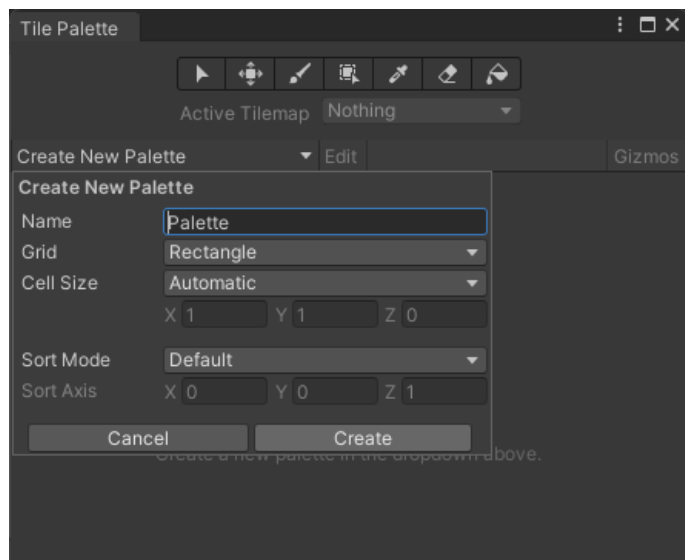 Tile Palette
Active Tilemap Nothing
Create New Palette Edit Gizmos
Create New Palette
Name Palette
Grid Rectangle
Cell Size Automatic
X 1 Y 1 Z 0
Sort Mode Default
Sort Axis X 0 Y 0 Z 1
Cancel Create
Create a new palette in the dropdown above.